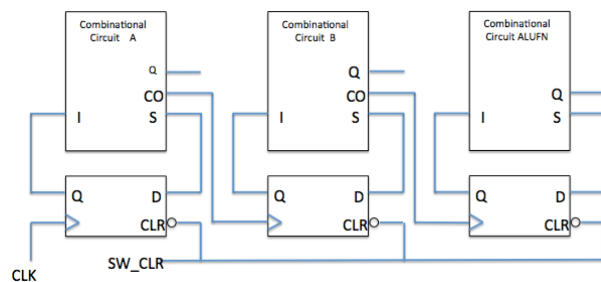 Combinational
Circuit A
Q
CO
I
S
Q
D
CLR
Combinational
Circuit B
Q
CO
I
S
Q
D
CLR
Combinational
Circuit ALUFN
Q
I
S
Q
D
CLR
CLK
SW_CLR